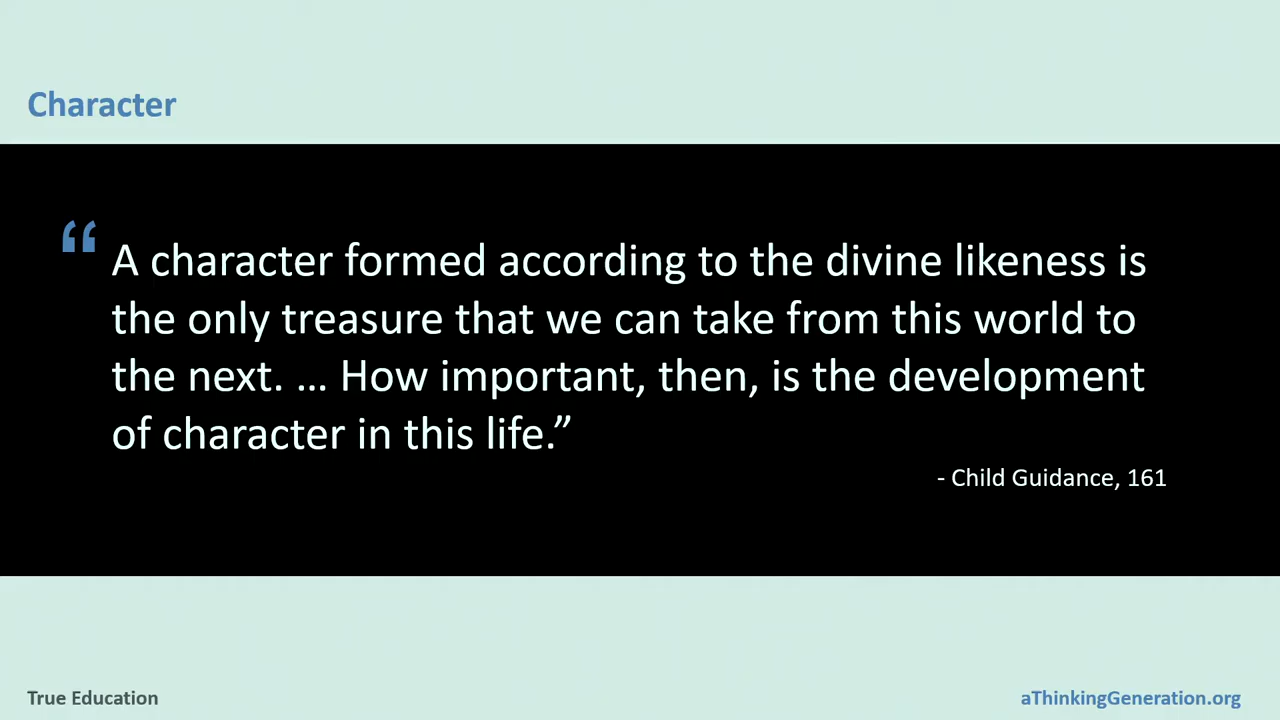 Character
“A character formed according to the divine likeness is
the only treasure that we can take from this world to
the next. … How important, then, is the development
of character in this life.”
- Child Guidance, 161
True Education
aThinkingGeneration.org